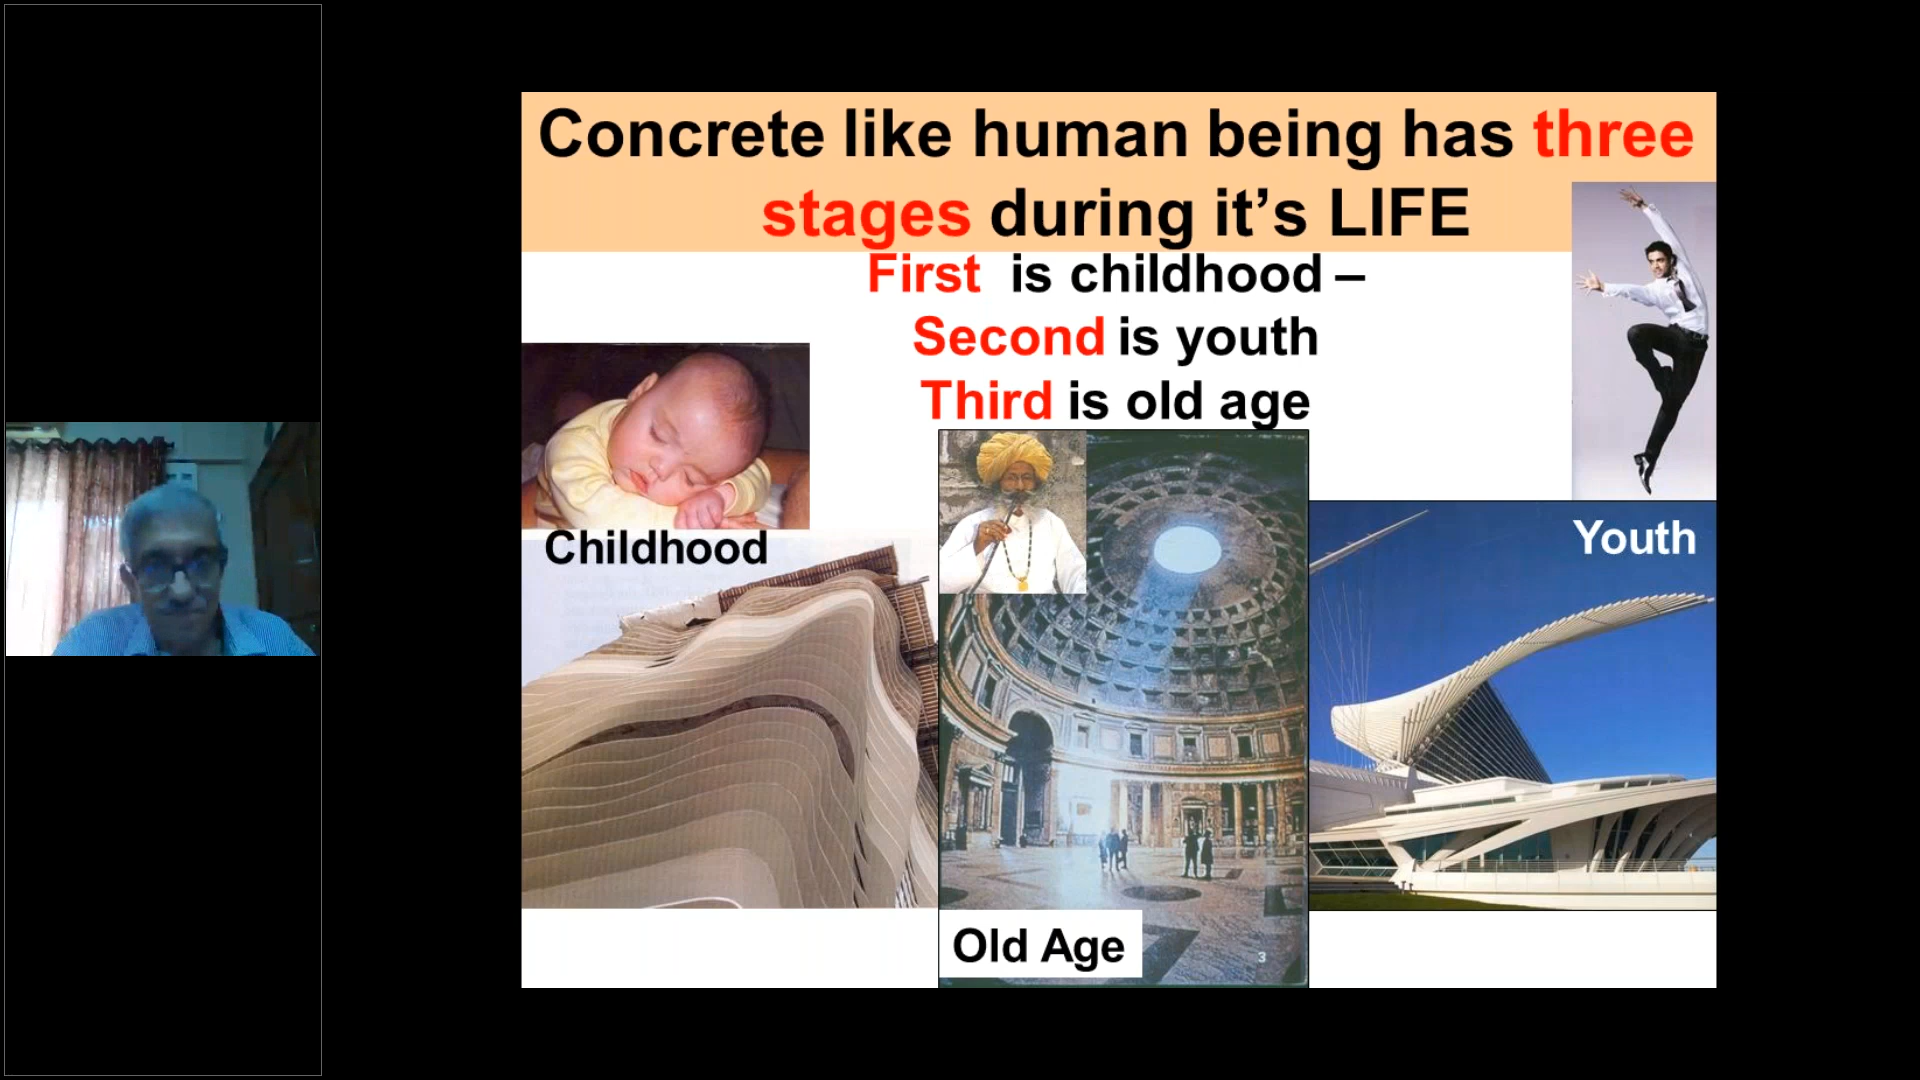 Concrete like human being has three
stages during it’s LIFE
First is childhood –
Second is youth
Third is old age
Childhood
Youth
Old Age
3